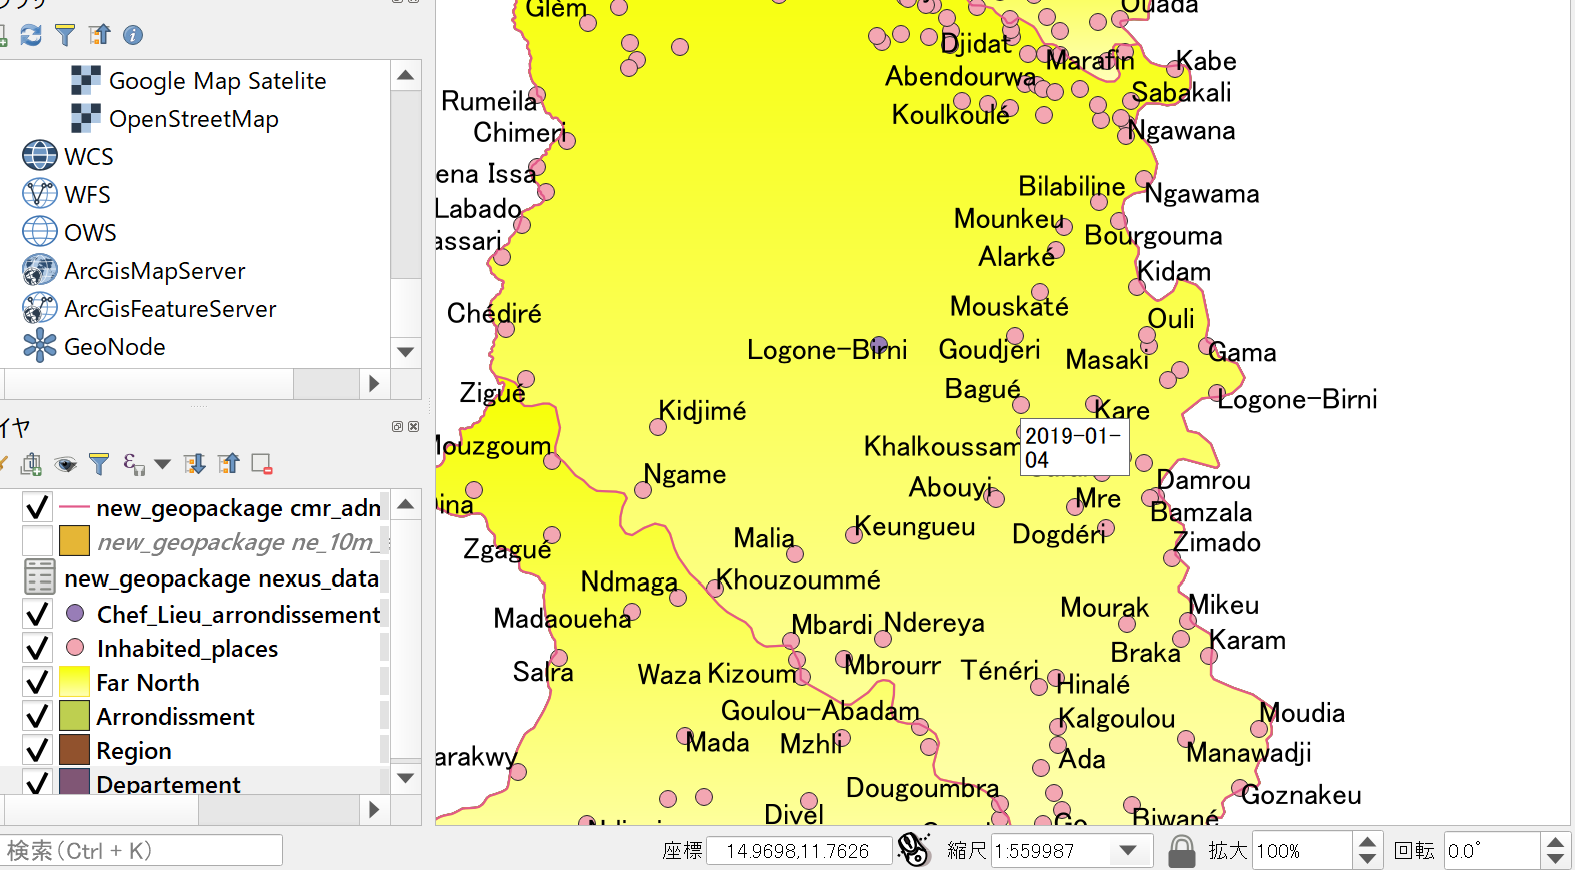 Google Map Satelite
OpenStreetMap
WCS
WFS
OWS
ArcGisMapServer
ArcGisFeatureServer
GeoNode
イヤ
new_geopackage cmr_adm
new_geopackage ne_10m_
new_geopackage nexus_data
Chef_Lieu_arrondissement
Inhabited_places
Far North
Arrondissment
Region
Departement
検索 (Ctrl + K)
Glèm
Ouada
Djidat
Marafin
Kabe
Abendourwa
Sabakali
Rumeila
Koulkoulé
Chimeri
Ngawana
ena Issa
Bilabiline
Ngawama
Labado
Mounkeu
Bourgouma
assari
Alarké
Kidam
Mouskaté
Chédiré
Ouli
Logone-Birni
Goudjeri
Masaki
Gama
Zigué
Bagué
Logone-Birni
Kidjimé
Kare
2019-01-
04
Mouzgoum
Khalkoussam
Ngame
Abouyi
Damrou
ina
Mre
Bamzala
Keungueu
Dogdéri
Malia
Zimado
Zgagué
Ndmaga
Khouzoummé
Madaoueha
Mourak
Mikeu
Mbardi
Ndereya
Karam
Salra
Waza
Kizoum
Mbrourr
Ténéri
Braka
Hinalé
Goulou-Abadam
Kalgoulou
Moudia
Mada
Mzhli
Manawadji
arakwy
Ada
Dougoumbra
Goznakeu
Divel
Biwané
座標
14.9698,11.7626
縮尺
1:559987
拡大
100%
回転
0.0°